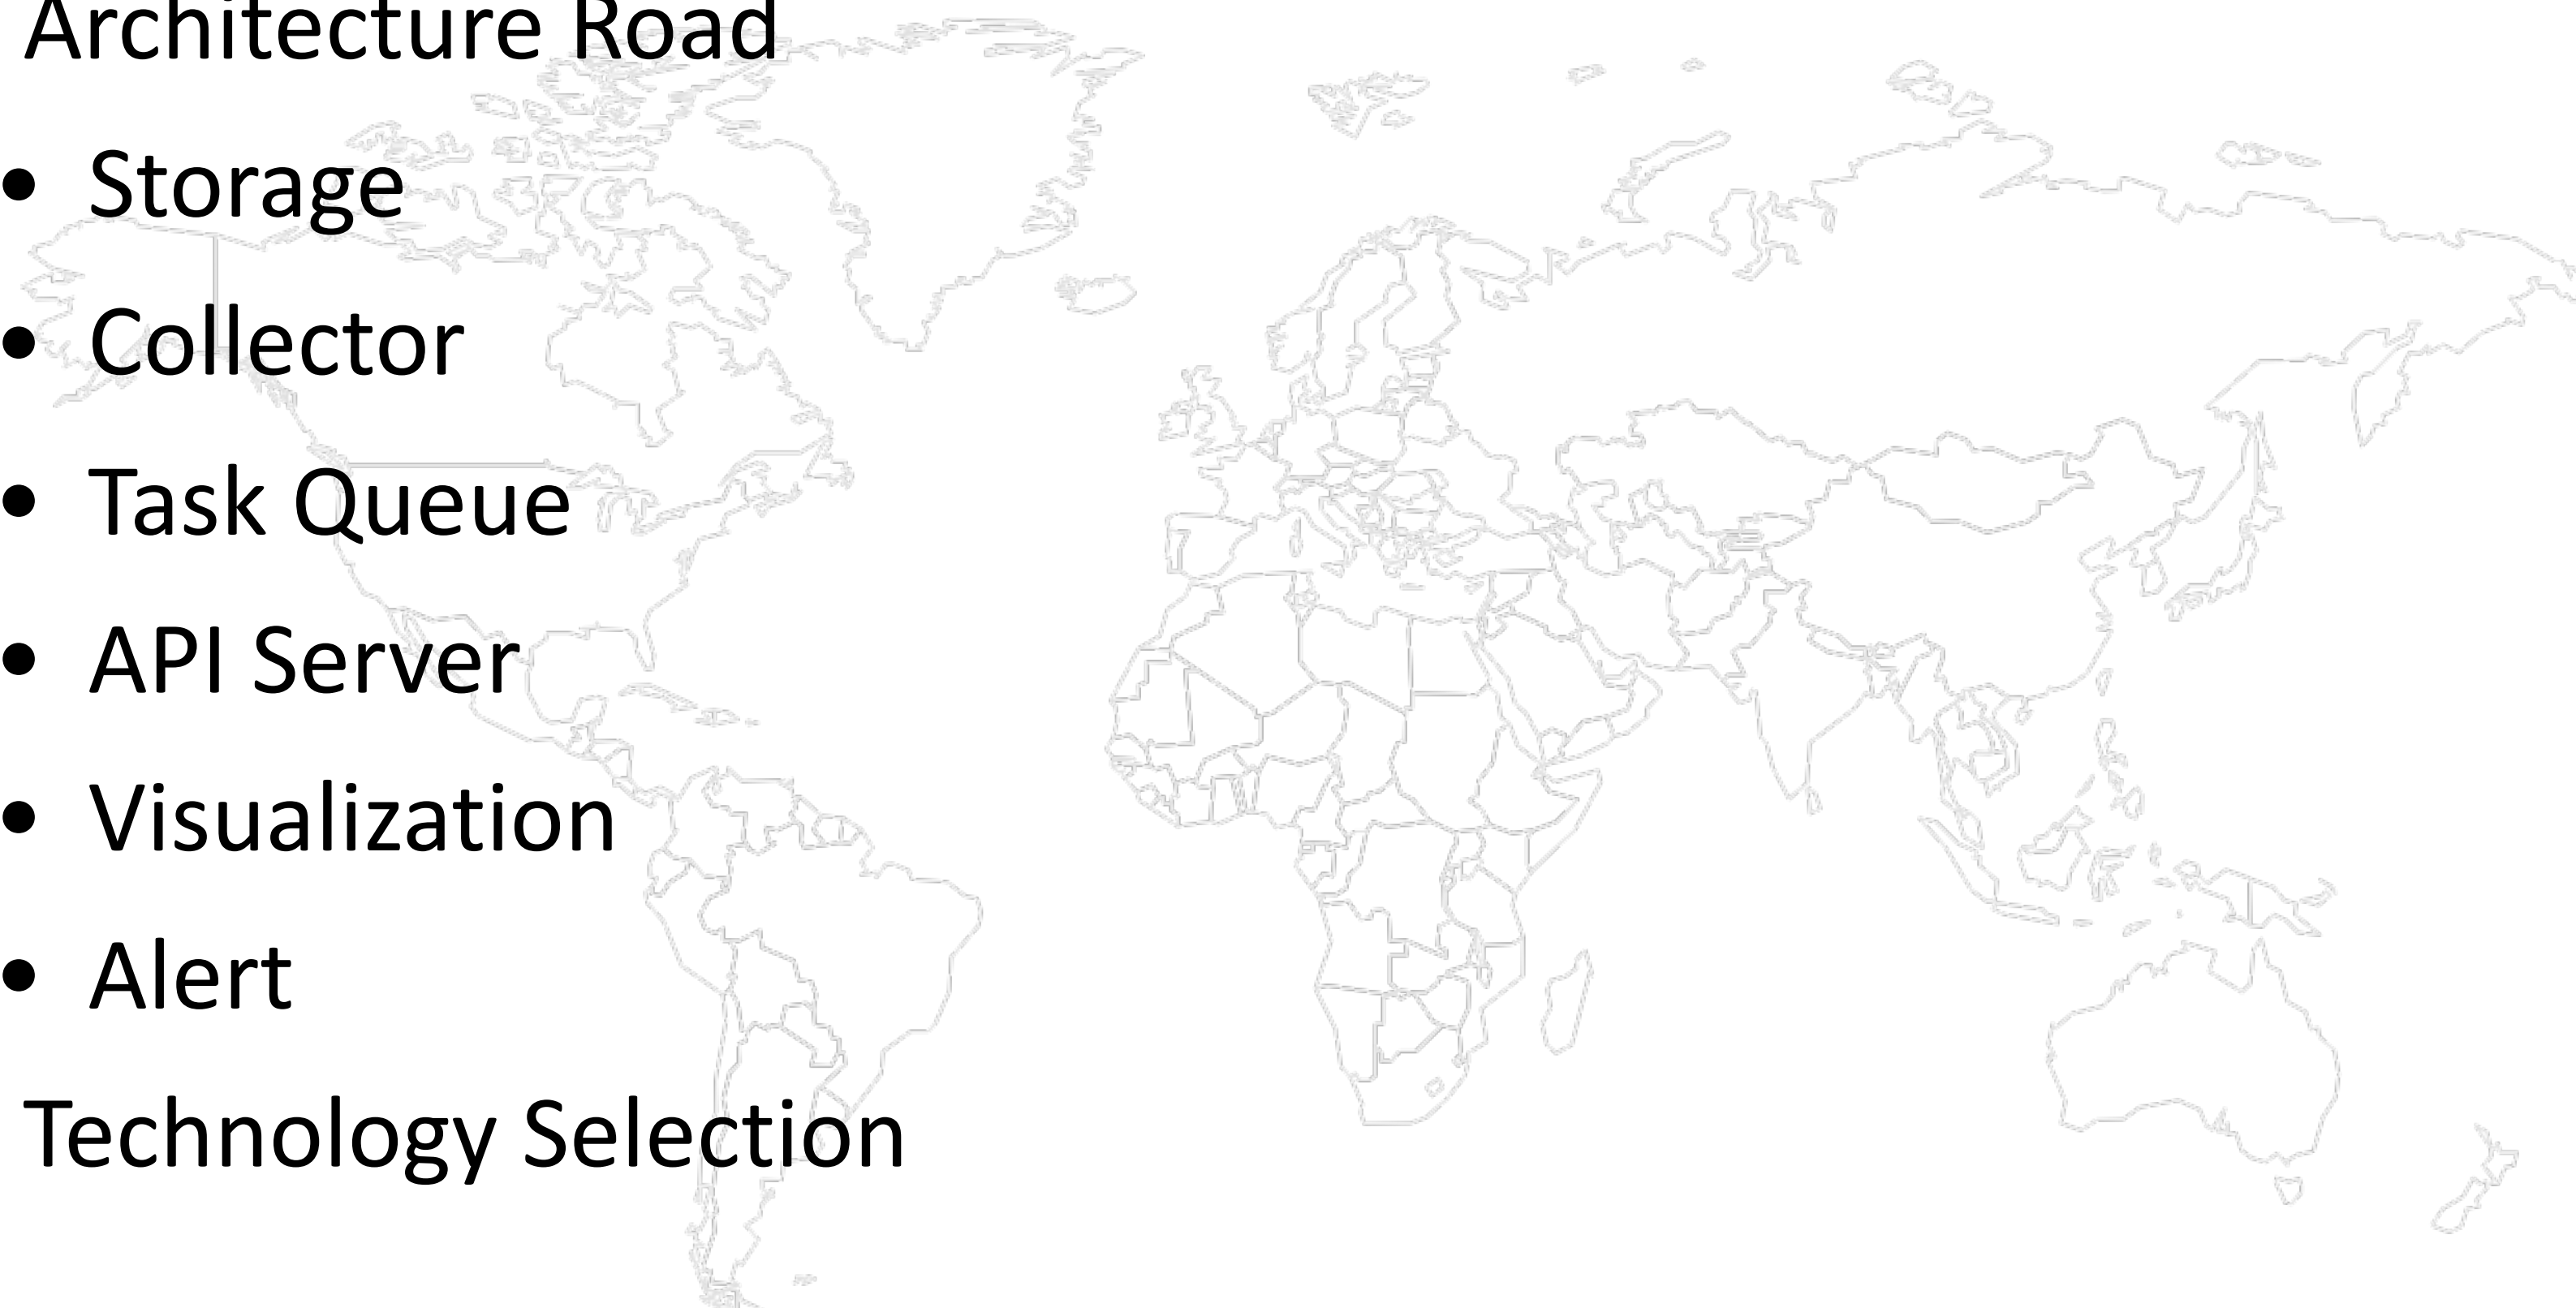 Architecture Road
• Storage
• Collector
• Task Queue
• API Server
• Visualization
• Alert
Technology Selection